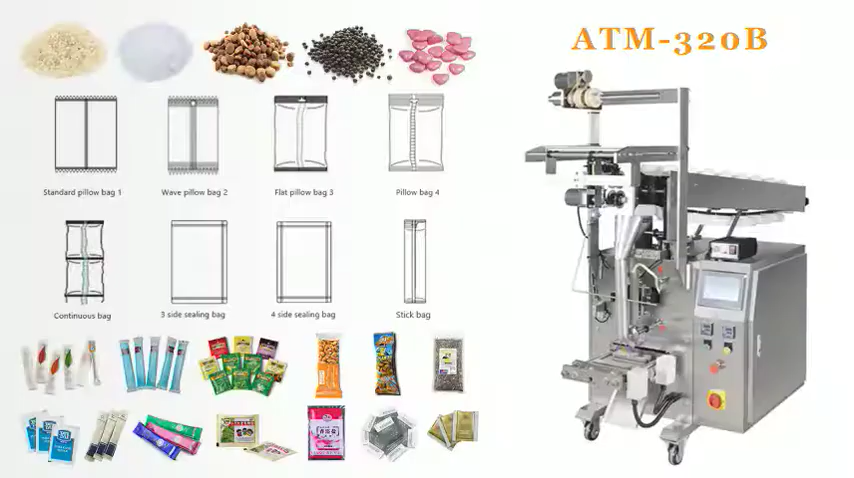 ATM-320B
Standard pillow bag 1
Wave pillow bag 2
Flat pillow bag 3
Pillow bag 4
Continuous bag
3 side sealing bag
4 side sealing bag
Stick bag